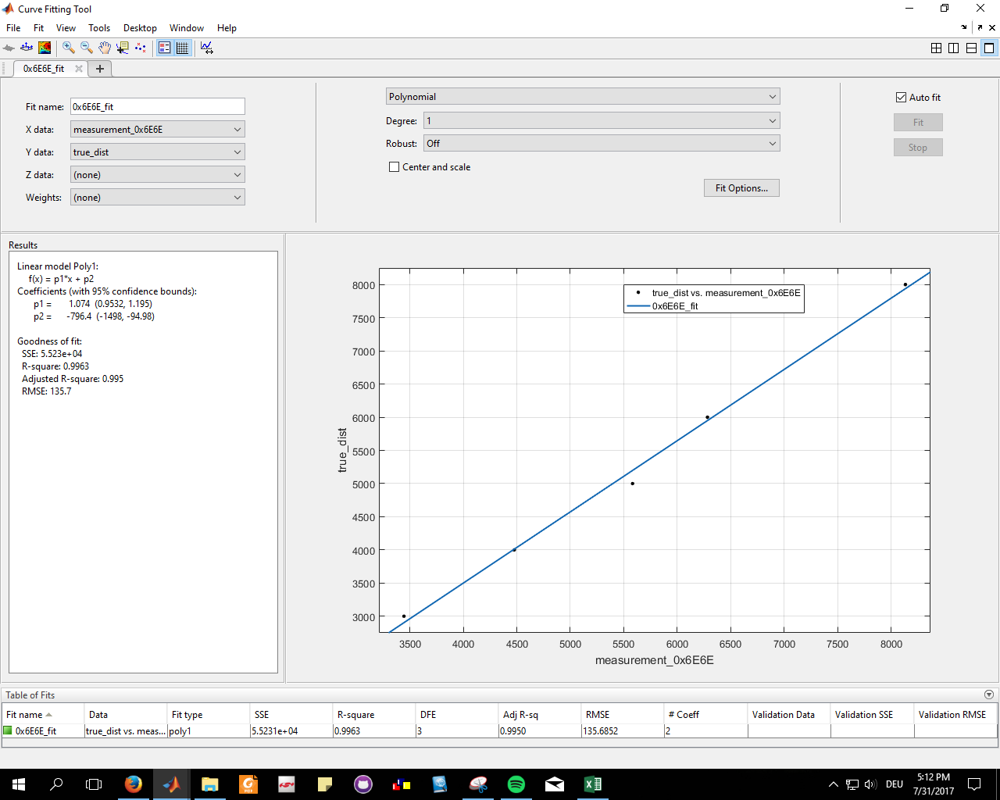 Curve Fitting Tool
File Fit View Tools Desktop Window Help
0x6E6E_fit
Fit name: 0x6E6E_fit
X data: measurement_0x6E6E
Y data: true_dist
Z data: (none)
Weights: (none)
Polynomial
Degree: 1
Robust: Off
Center and scale
Fit Options...
Auto fit
Fit
Stop
Results
Linear model Poly1:
f(x) = p1*x + p2
Coefficients (with 95% confidence bounds):
p1 = 1.074 (0.9532, 1.195)
p2 = -796.4 (-1498, -94.98)
Goodness of fit:
SSE: 5.523e+04
R-square: 0.9963
Adjusted R-square: 0.995
RMSE: 135.7
true_dist vs. measurement_0x6E6E
0x6E6E_fit
8000
7500
7000
6500
6000
5500
5000
4500
4000
3500
3000
true_dist
3500 4000 4500 5000 5500 6000 6500 7000 7500 8000
measurement_0x6E6E
Table of Fits
Fit name Data Fit type SSE R-square DFE Adj R-sq RMSE # Coeff Validation Data Validation SSE Validation RMSE
0x6E6E_fit true_dist vs. meas... poly1 5.5231e+04 0.9963 3 0.9950 135.6852 2
PDF
DEU
5:12 PM
7/31/2017